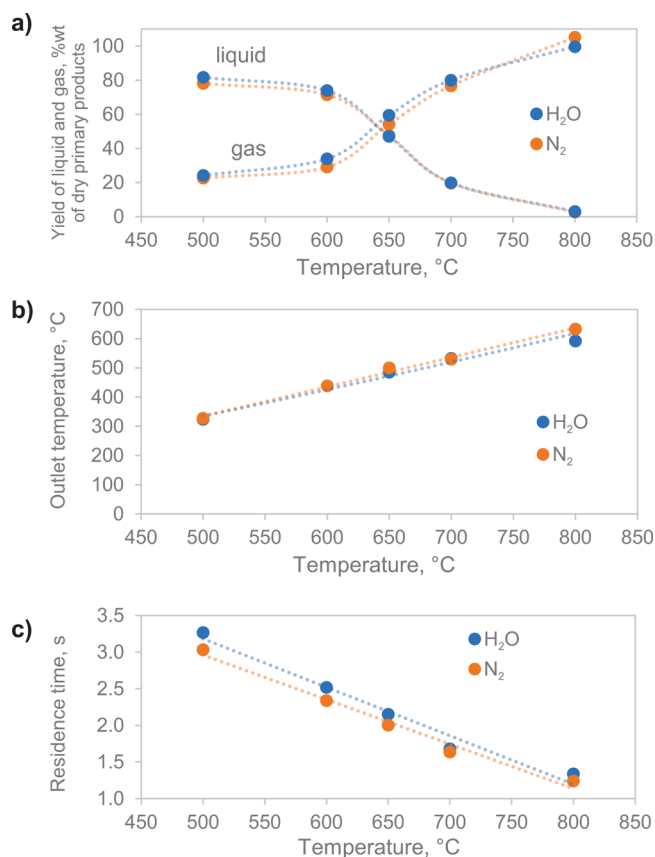 a)
Yield of liquid and gas, %wt
of dry primary products
100
80
60
40
20
0
liquid
gas
H₂O
N₂
450 500 550 600 650 700 750 800 850
Temperature, °C
b)
Outlet temperature, °C
700
600
500
400
300
200
100
0
H₂O
N₂
450 500 550 600 650 700 750 800 850
Temperature, °C
c)
Residence time, s
3.5
3.0
2.5
2.0
1.5
1.0
H₂O
N₂
450 500 550 600 650 700 750 800 850
Temperature, °C